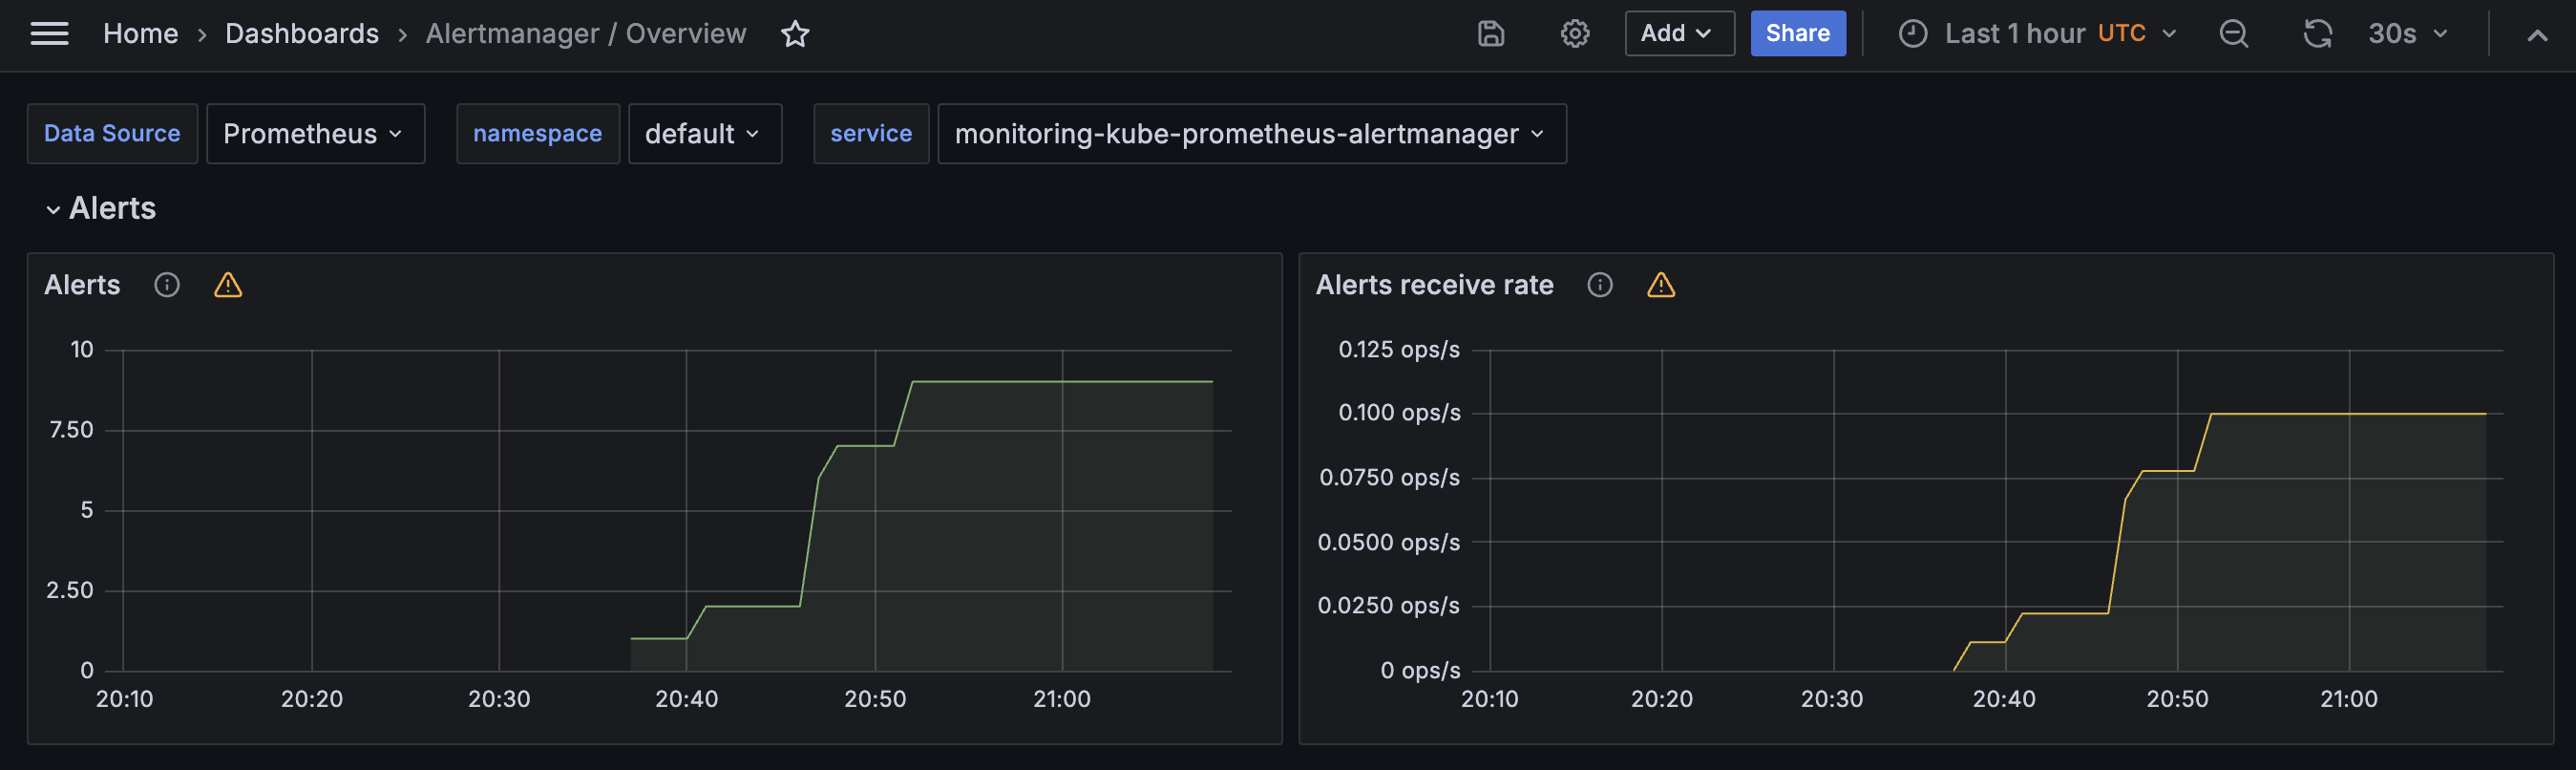 Home › Dashboards › Alertmanager / Overview
Add
Share
Last 1 hour UTC
30s
Data Source
Prometheus
namespace
default
service
monitoring-kube-prometheus-alertmanager
Alerts
Alerts
10
7.50
5
2.50
0
20:10 20:20 20:30 20:40 20:50 21:00
Alerts receive rate
0.125 ops/s
0.100 ops/s
0.0750 ops/s
0.0500 ops/s
0.0250 ops/s
0 ops/s
20:10 20:20 20:30 20:40 20:50 21:00